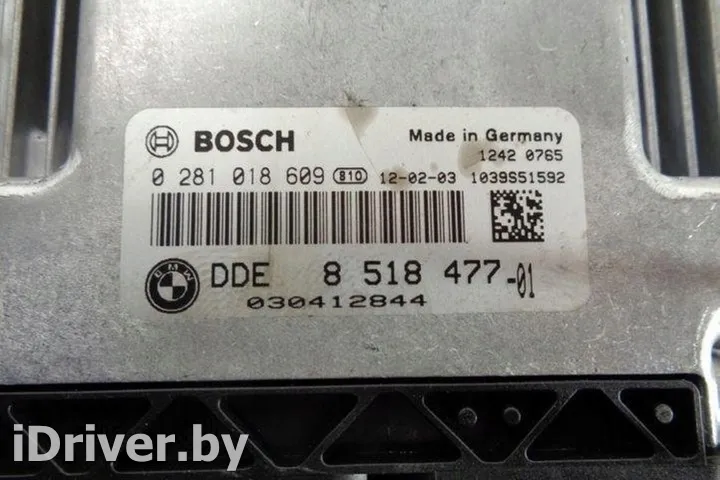 BOSCH
Made in Germany
1242 0765
0 281 018 609 810 12-02-03 1039S51592
BMW DDE 8 518 477-01
030412844
iDriver.by